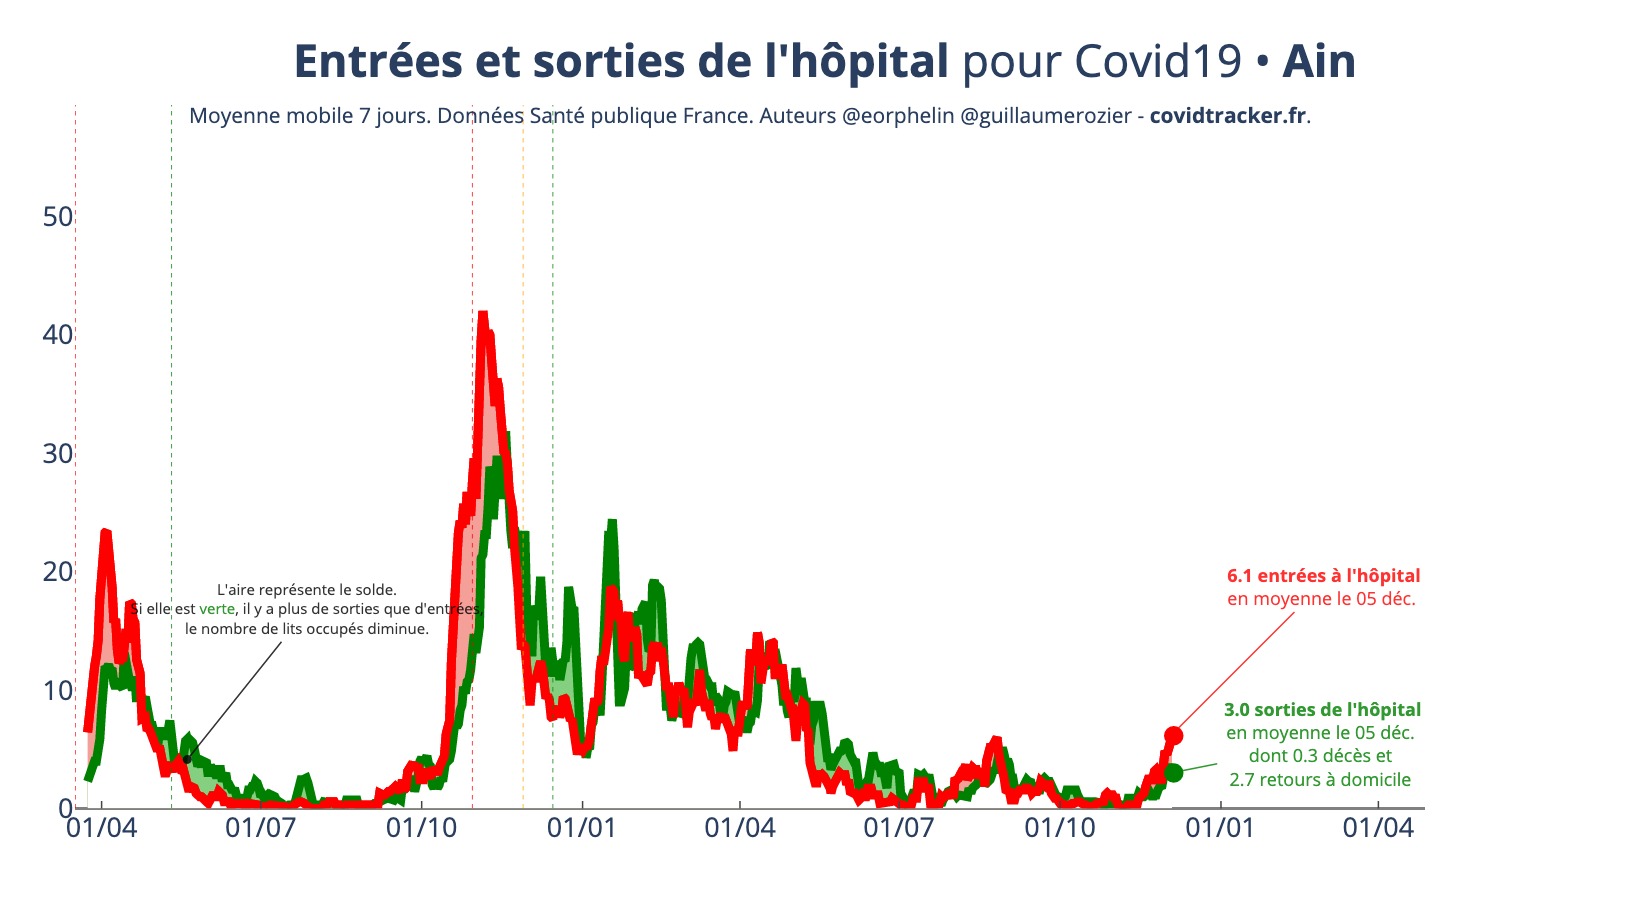 Entrées et sorties de l'hôpital pour Covid19 • Ain
Moyenne mobile 7 jours. Données Santé publique France. Auteurs @eorphelin @guillaumerozier - covidtracker.fr.
50
40
30
20
10
0
L'aire représente le solde.
Si elle est verte, il y a plus de sorties que d'entrées,
le nombre de lits occupés diminue.
6.1 entrées à l'hôpital
en moyenne le 05 déc.
3.0 sorties de l'hôpital
en moyenne le 05 déc.
dont 0.3 décès et
2.7 retours à domicile
01/04 01/07 01/10 01/01 01/04 01/07 01/10 01/01 01/04